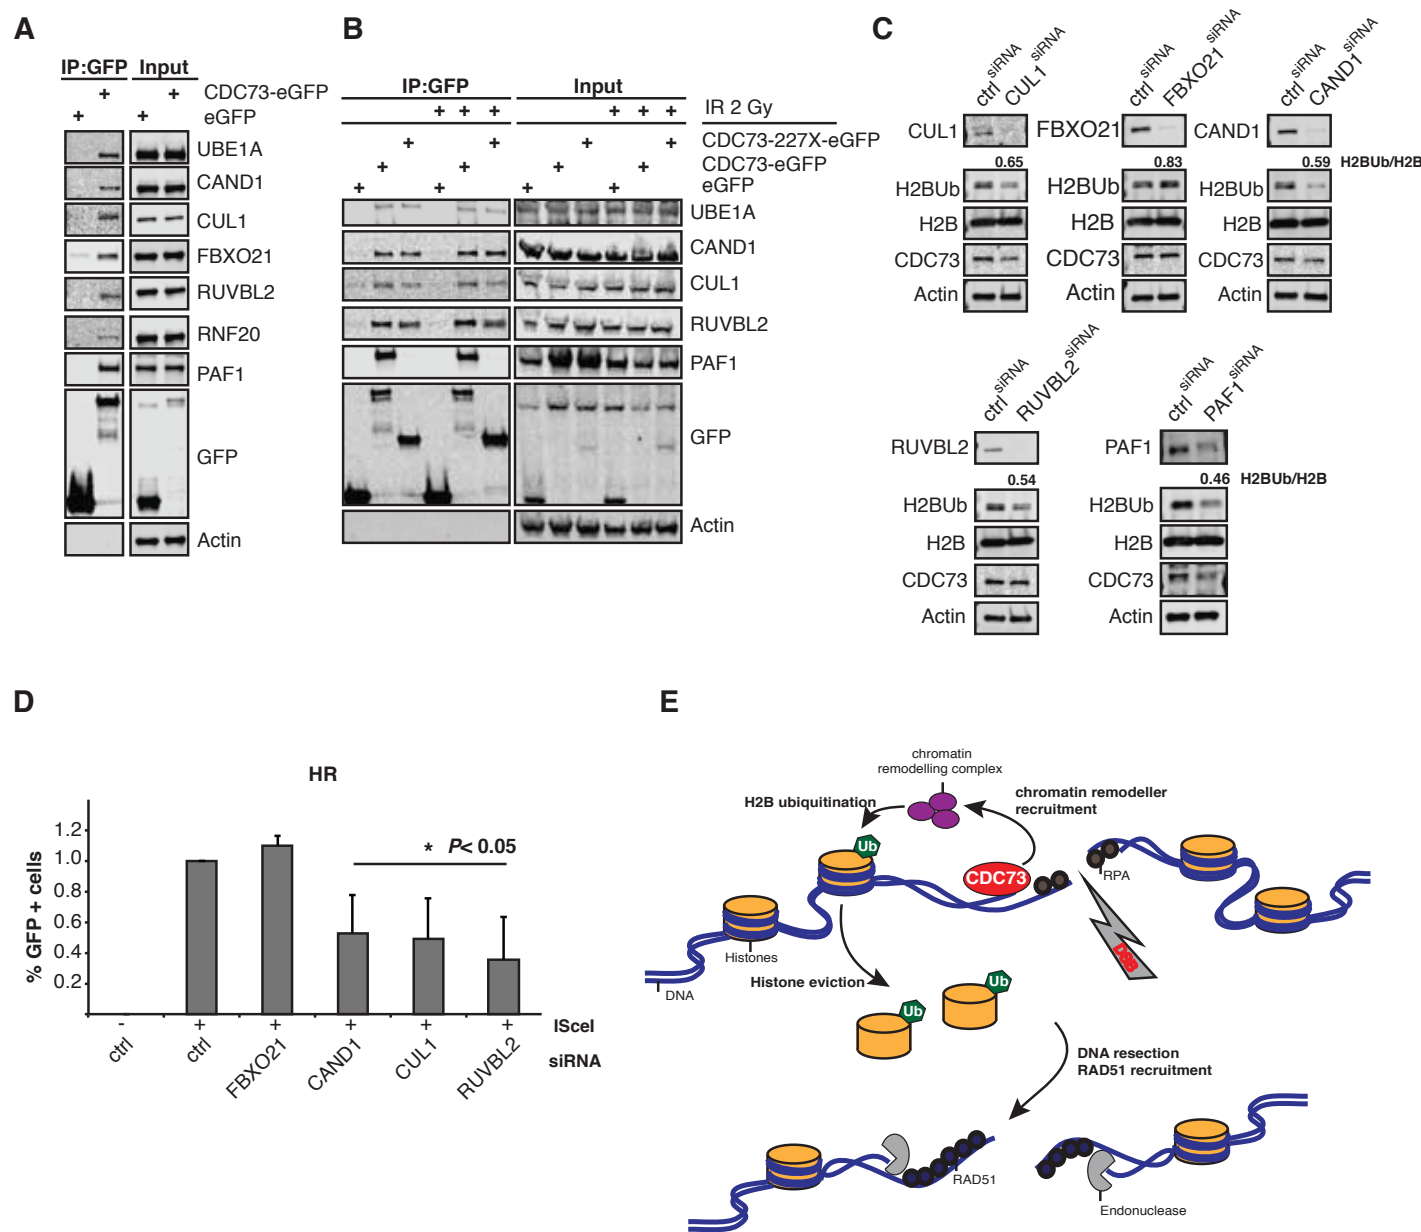 A
IP:GFP Input
+ + CDC73-eGFP
+ + eGFP
UBE1A
CAND1
CUL1
FBXO21
RUVBL2
RNF20
PAF1
GFP
Actin
B
IP:GFP Input
+ + + + + + IR 2 Gy
+ + + + CDC73-227X-eGFP
+ + + + CDC73-eGFP
+ + + + eGFP
UBE1A
CAND1
CUL1
RUVBL2
PAF1
GFP
Actin
C
ctrl siRNA CUL1 siRNA
CUL1
0.65
H2BUb
H2B
CDC73
Actin
ctrl siRNA FBXO21 siRNA
FBXO21
0.83
H2BUb
H2B
CDC73
Actin
ctrl siRNA CAND1 siRNA
CAND1
0.59 H2BUb/H2B
H2BUb
H2B
CDC73
Actin
ctrl siRNA RUVBL2 siRNA
RUVBL2
0.54
H2BUb
H2B
CDC73
Actin
ctrl siRNA PAF1 siRNA
PAF1
0.46 H2BUb/H2B
H2BUb
H2B
CDC73
Actin
D
HR
% GFP + cells
1.2
1.0
0.8
0.6
0.4
0.2
* P< 0.05
- + + + + + ISceI
ctrl ctrl FBXO21 CAND1 CUL1 RUVBL2 siRNA
E
chromatin
remodelling complex
H2B ubiquitination
chromatin remodeller
recruitment
Ub
CDC73
RPA
DSB
Histones
DNA
Histone eviction
Ub
Ub
DNA resection
RAD51 recruitment
RAD51
Endonuclease